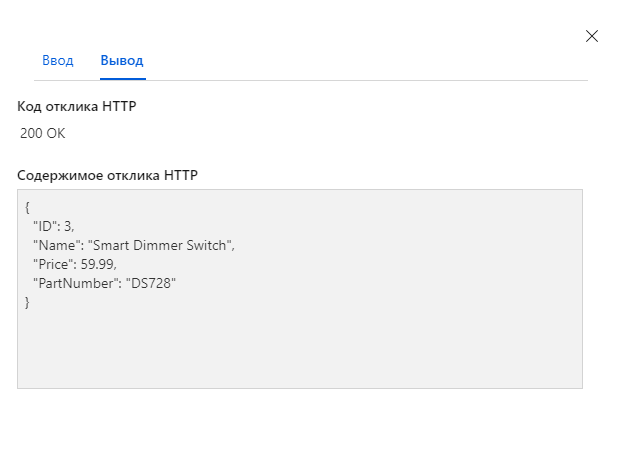 Ввод Вывод
Код отклика HTTP
200 OK
Содержимое отклика HTTP
{
"ID": 3,
"Name": "Smart Dimmer Switch",
"Price": 59.99,
"PartNumber": "DS728"
}